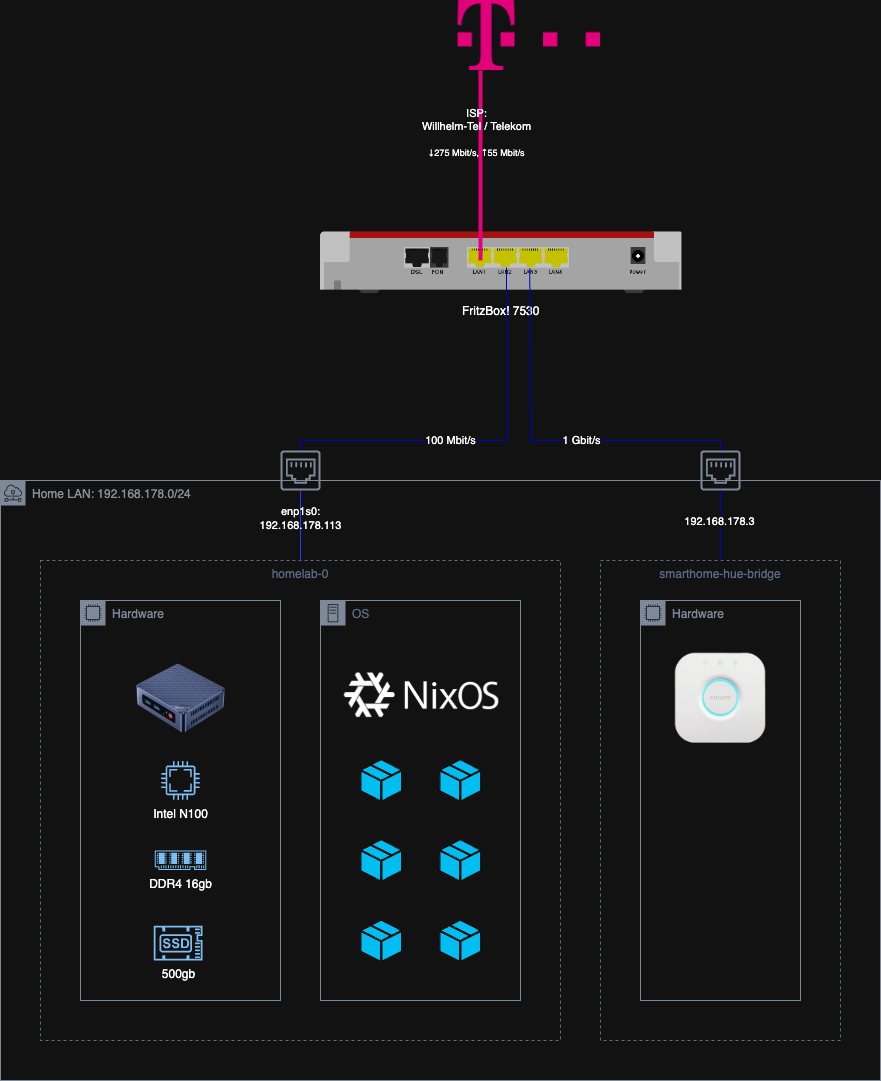 T
ISP:
Willhelm-Tel / Telekom
↓275 Mbit/s, ↑55 Mbit/s
DSL FON LAN1 LAN2 LAN3 LAN4 Power
FritzBox! 7530
100 Mbit/s
1 Gbit/s
Home LAN: 192.168.178.0/24
enp1s0:
192.168.178.113
192.168.178.3
homelab-0
smarthome-hue-bridge
Hardware
OS
Hardware
NixOS
PHILIPS
Intel N100
DDR4 16gb
SSD
500gb